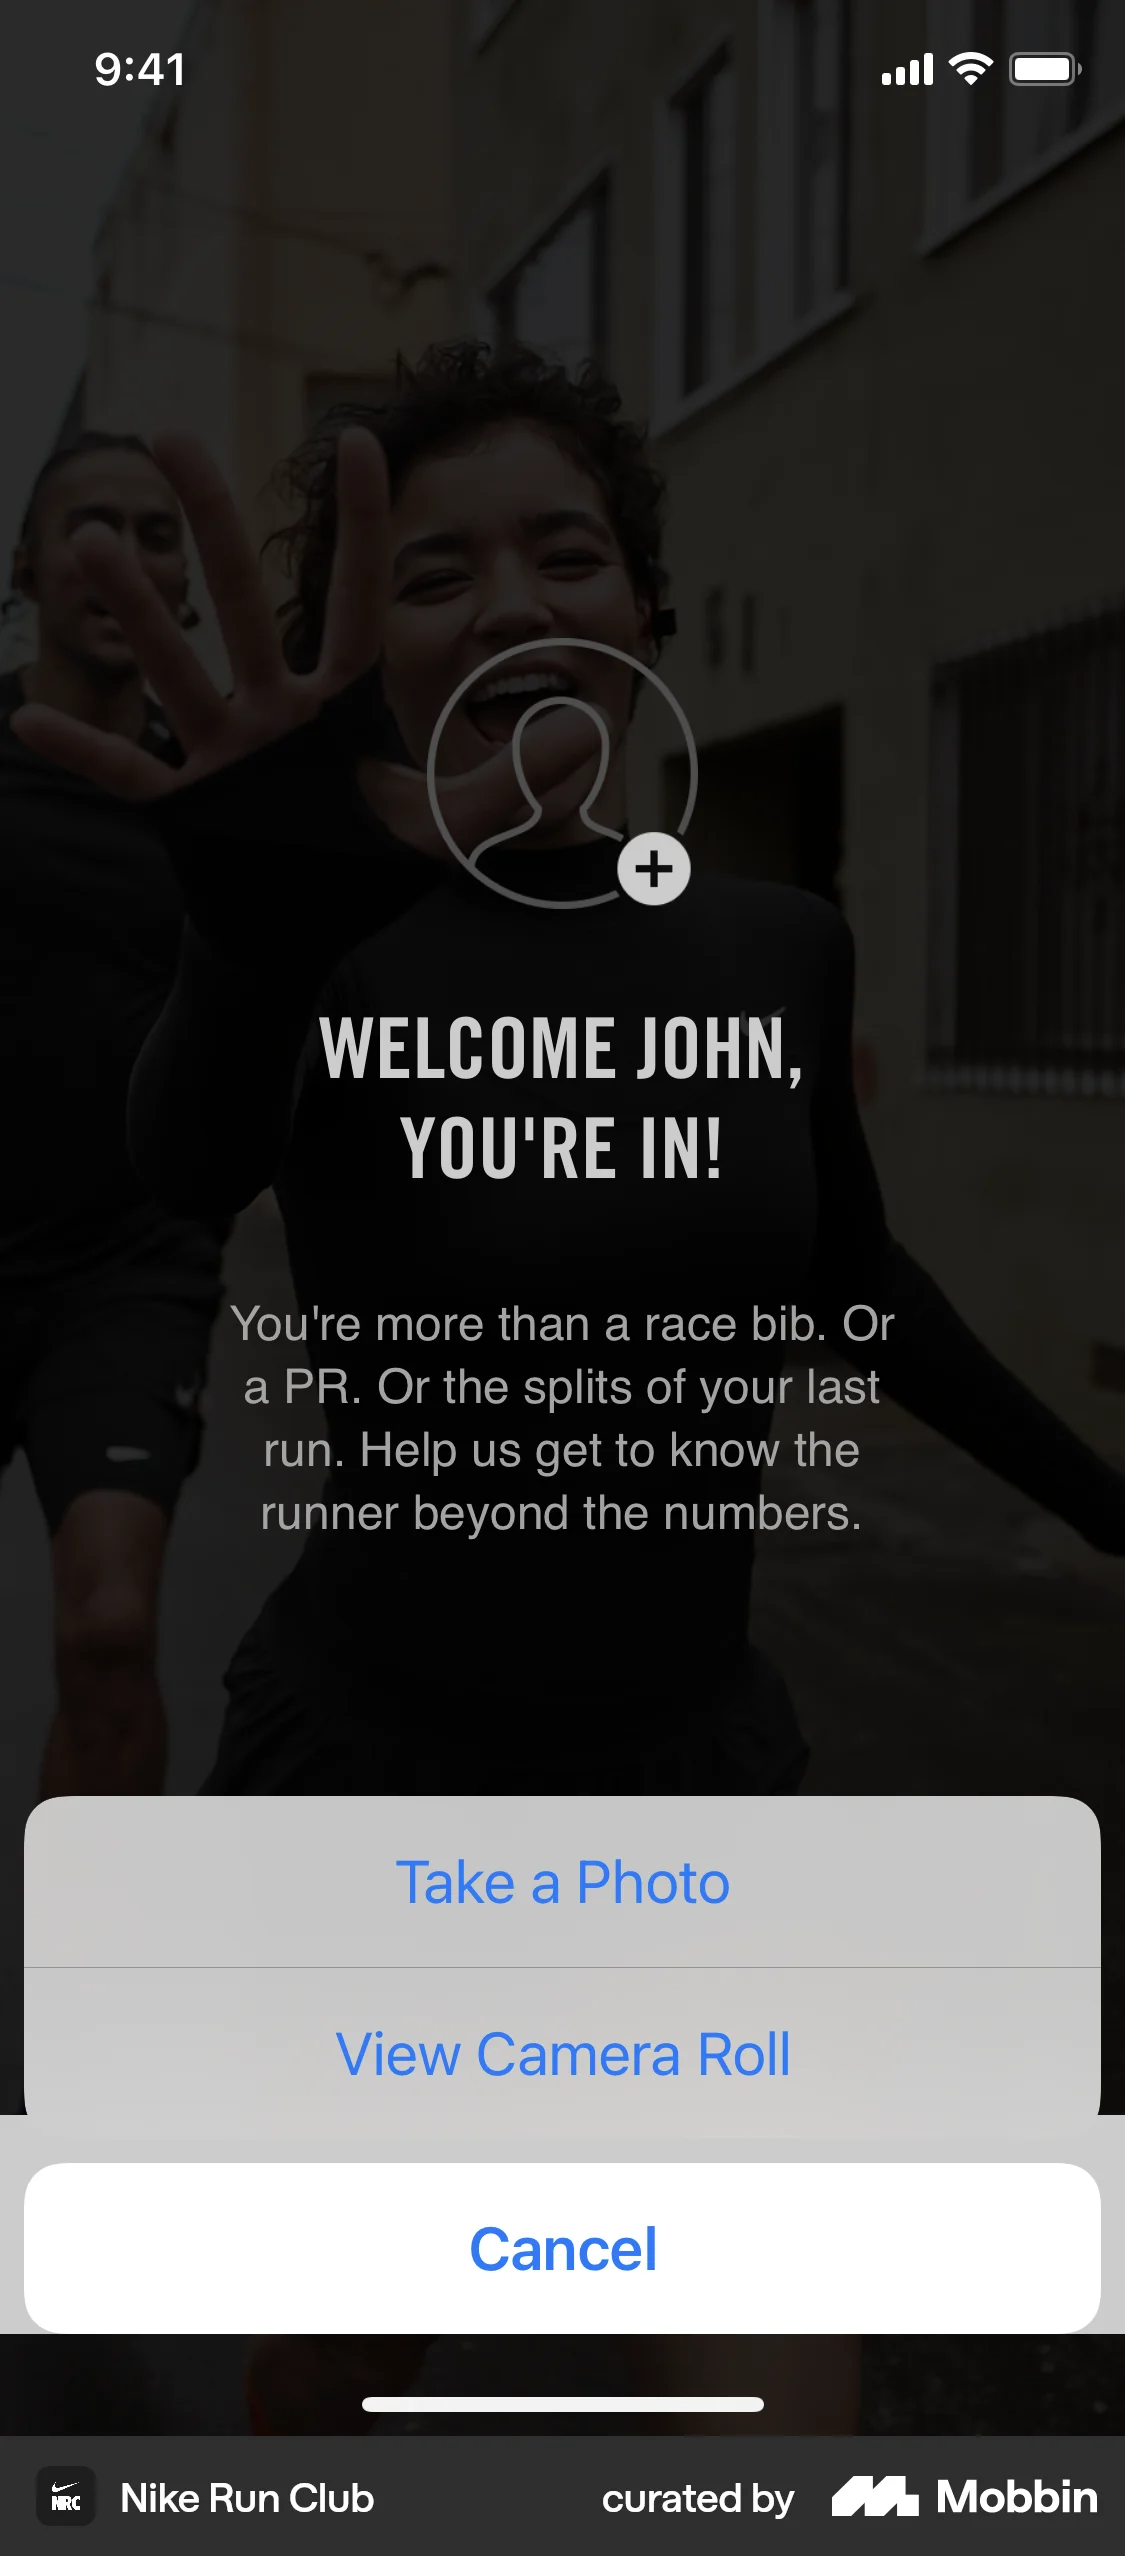 9:41
WELCOME JOHN,
YOU'RE IN!
You're more than a race bib. Or
a PR. Or the splits of your last
run. Help us get to know the
runner beyond the numbers.
Take a Photo
View Camera Roll
Cancel
NRC
Nike Run Club
curated by
Mobbin